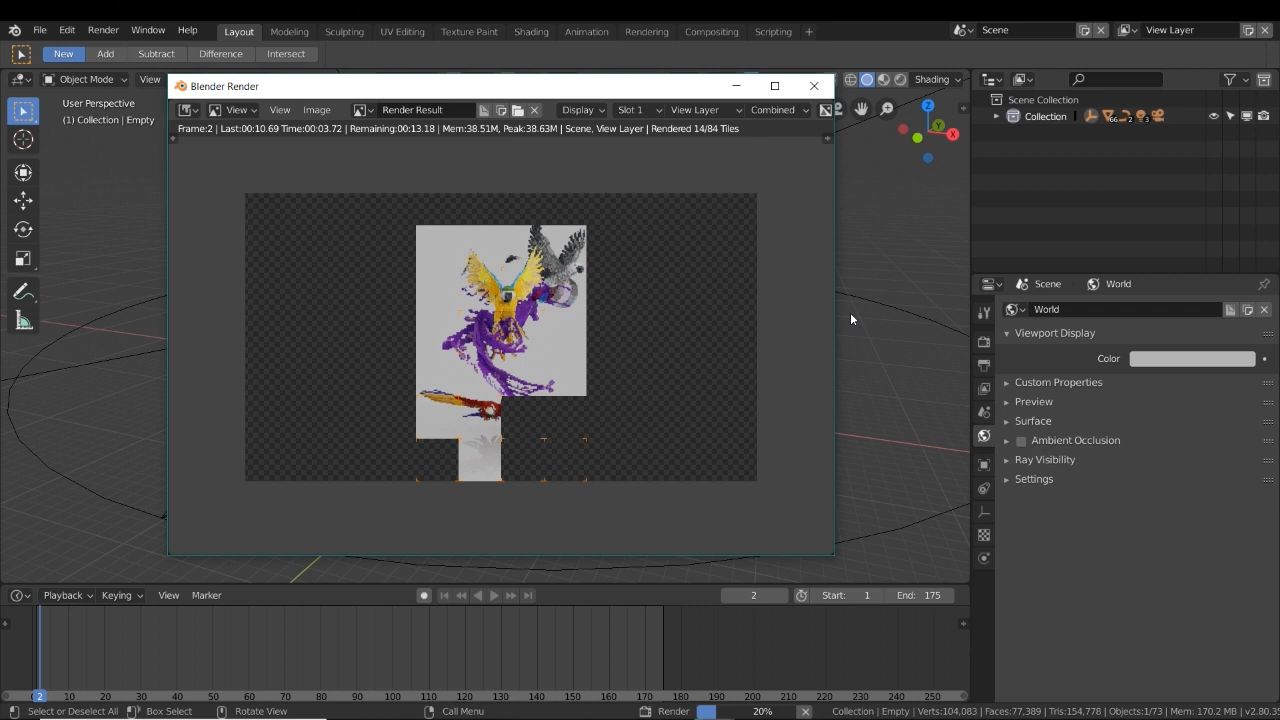 File Edit Render Window Help Layout Modeling Sculpting UV Editing Texture Paint Shading Animation Rendering Compositing Scripting + Scene View Layer
New Add Subtract Difference Intersect
Object Mode View Shading
Blender Render
View View Image Render Result Display Slot 1 View Layer Combined
Frame:2 | Last:00:10.69 Time:00:03.72 | Remaining:00:13.18 | Mem:38.51M, Peak:38.63M | Scene, View Layer | Rendered 14/84 Tiles
User Perspective
(1) Collection | Empty
Z
Y
X
Scene Collection
Collection 66 2 3
Scene World
World
Viewport Display
Color
Custom Properties
Preview
Surface
Ambient Occlusion
Ray Visibility
Settings
Playback Keying View Marker 2 Start: 1 End: 175
2 10 20 30 40 50 60 70 80 90 100 110 120 130 140 150 160 170 180 190 200 210 220 230 240 250
Select or Deselect All Box Select Rotate View Call Menu Render 20% Collection | Empty | Verts:104,083 | Faces:77,389 | Tris:154,778 | Objects:1/73 | Mem: 170.2 MB | v2.80.3